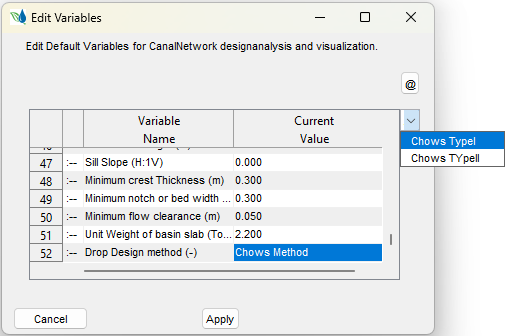 Edit Variables
Edit Default Variables for CanalNetwork designanalysis and visualization.
@
Variable Name Current Value
47 :-- Sill Slope (H:1V) 0.000
48 :-- Minimum crest Thickness (m) 0.300
49 :-- Minimum notch or bed width ... 0.300
50 :-- Minimum flow clearance (m) 0.050
51 :-- Unit Weight of basin slab (To... 2.200
52 :-- Drop Design method (-) Chows Method
Chows TypeI
Chows TYpeII
Cancel Apply